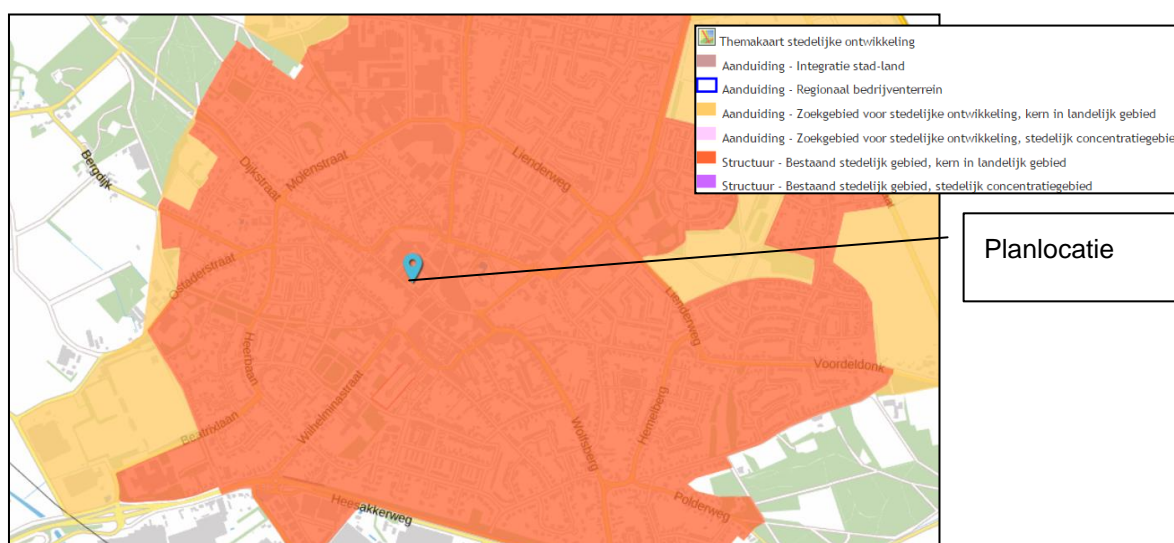 Themakaart stedelijke ontwikkeling
Aanduiding - Integratie stad-land
Aanduiding - Regionaal bedrijventerrein
Aanduiding - Zoekgebied voor stedelijke ontwikkeling, kern in landelijk gebied
Aanduiding - Zoekgebied voor stedelijke ontwikkeling, stedelijk concentratiegebie
Structuur - Bestaand stedelijk gebied, kern in landelijk gebied
Structuur - Bestaand stedelijk gebied, stedelijk concentratiegebied
Planlocatie
Bergdijk
Dijkstraat
Molenstraat
Lienderweg
Ostaderstraat
Heerbaan
Beatrixlaan
Wilhelminastraat
Lienderweg
Voordeldonk
Hemelberg
Wolfsberg
Polderweg
Heesakkerweg